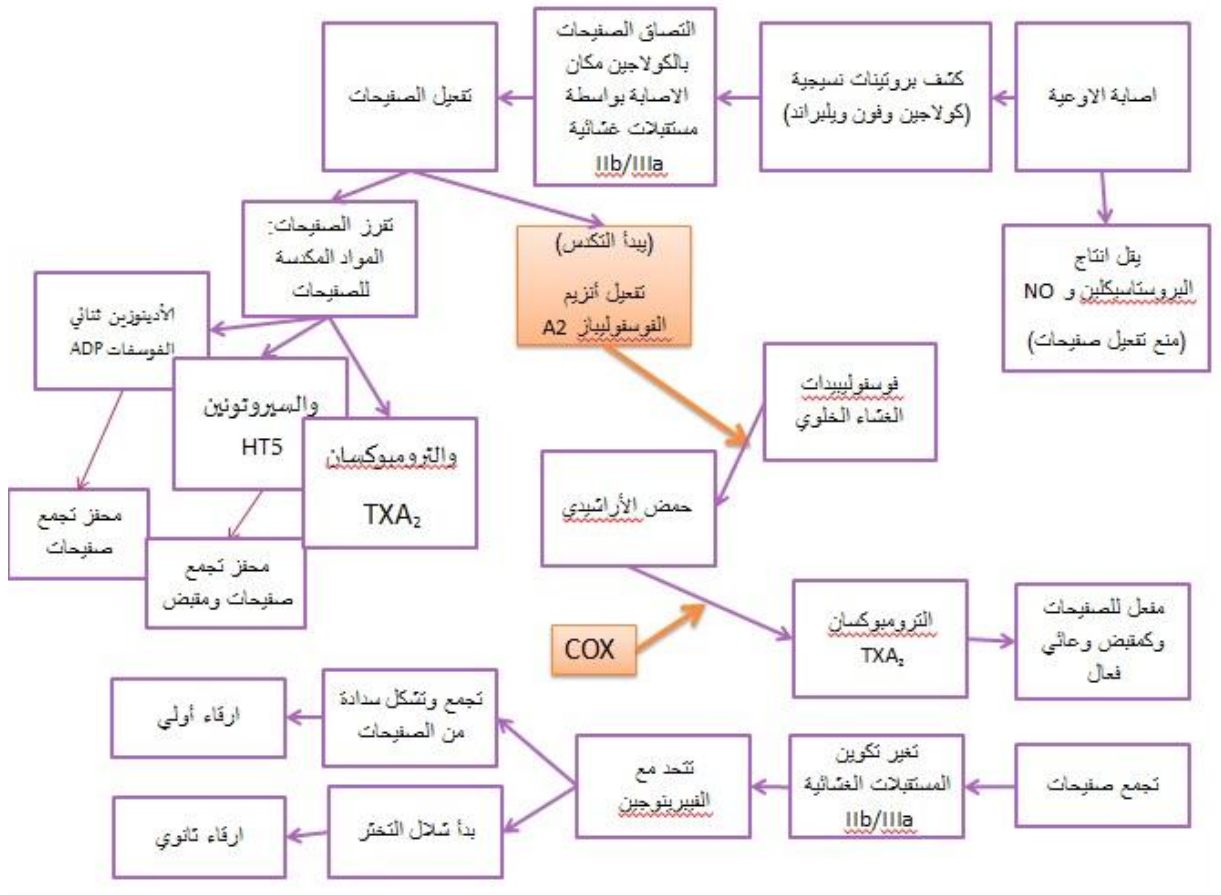 اصابة الاوعية
كشف بروتينات نسيجية
(كولاجين وفون ويلبراند)
التصاق الصفيحات
بالكولاجين مكان
الاصابة بواسطة
مستقبلات غشائية
IIb/IIIa
تفعيل الصفيحات
يقل انتاج
البروستاسيكلين و NO
(منع تفعيل صفيحات)
(يبدأ التكدس)
تفعيل أنزيم
الفوسفوليباز A2
تفرز الصفيحات:
المواد المكدسة
للصفيحات
الأدينوزين ثنائي
الفوسفات ADP
والسيروتونين
HT5
والترومبوكسان
TXA₂
محفز تجمع
صفيحات
محفز تجمع
صفيحات ومقبض
فوسفوليبيدات
الغشاء الخلوي
حمض الأراشيدي
COX
الترومبوكسان
TXA₂
مفعل للصفيحات
وكمقبض وعائي
فعال
تجمع صفيحات
تغير تكوين
المستقبلات الغشائية
IIb/IIIa
تتحد مع
الفيبرينوجين
تجمع وتشكل سدادة
من الصفيحات
ارقاء أولي
بدأ شلال التخثر
ارقاء ثانوي